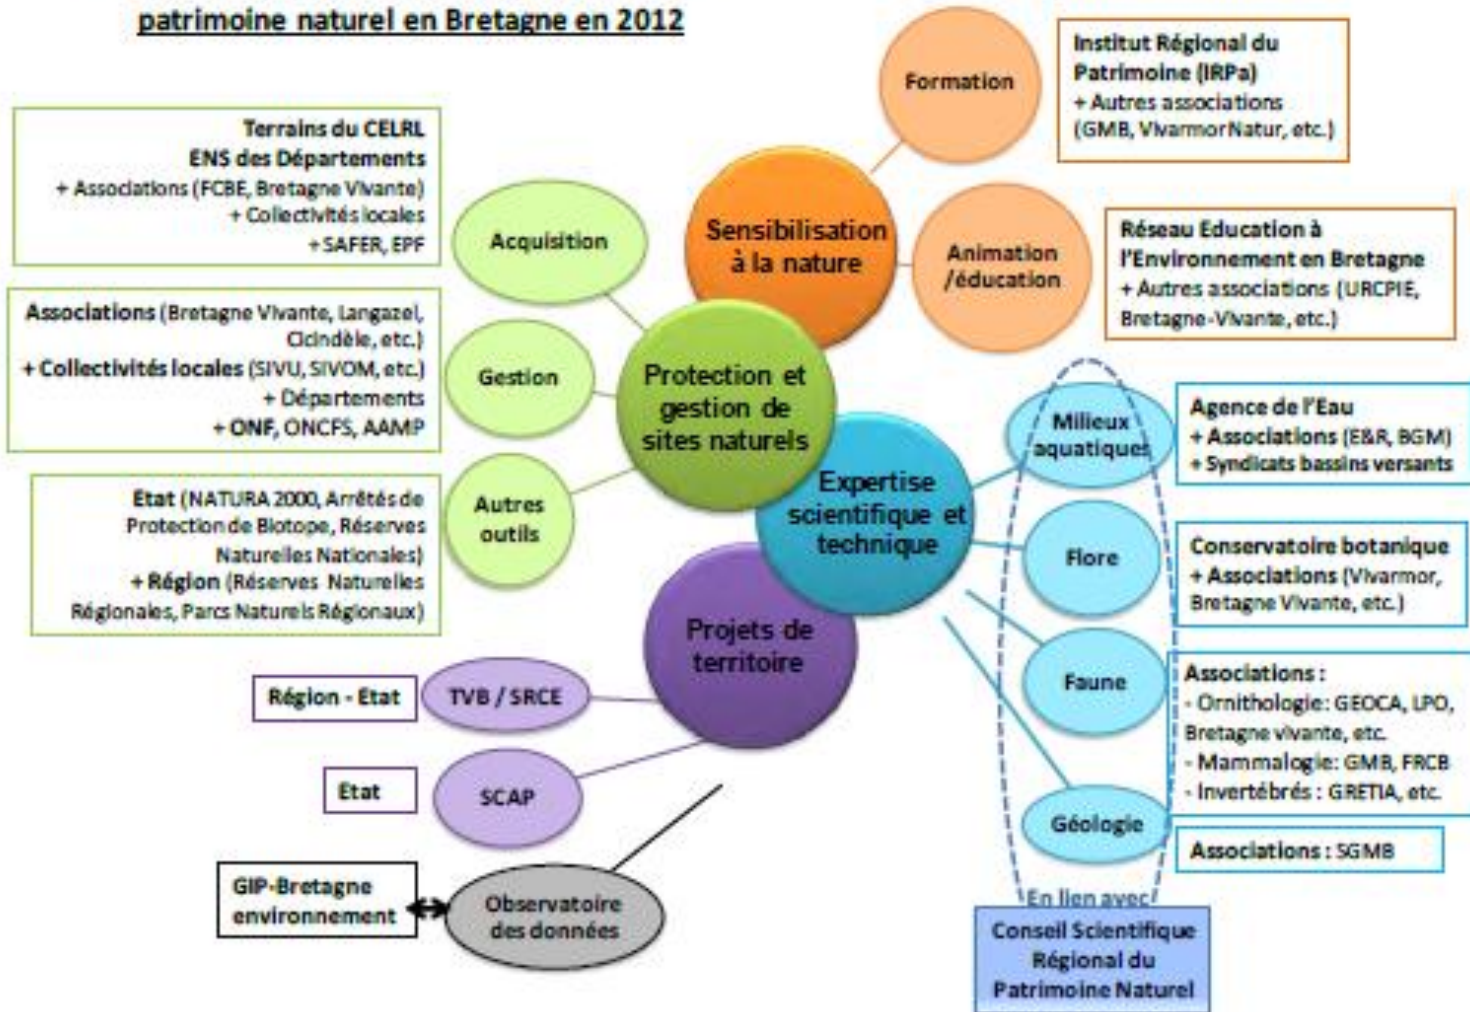 patrimoine naturel en Bretagne en 2012
Formation
Institut Régional du
Patrimoine (IRPa)
+ Autres associations
(GMB, VivarmorNatur, etc.)
Sensibilisation
à la nature
Animation
/éducation
Réseau Education à
l'Environnement en Bretagne
+ Autres associations (URCPIE,
Bretagne-Vivante, etc.)
Terrains du CELRL
ENS des Départements
+ Associations (FCBE, Bretagne Vivante)
+ Collectivités locales
+ SAFER, EPF
Acquisition
Associations (Bretagne Vivante, Langazel,
Cicindèle, etc.)
+ Collectivités locales (SIVU, SIVOM, etc.)
+ Départements
+ ONF, ONCFS, AAMP
Gestion
Protection et
gestion de
sites naturels
Etat (NATURA 2000, Arrêtés de
Protection de Biotope, Réserves
Naturelles Nationales)
+ Région (Réserves Naturelles
Régionales, Parcs Naturels Régionaux)
Autres
outils
Expertise
scientifique et
technique
Milieux
aquatiques
Agence de l'Eau
+ Associations (E&R, BGM)
+ Syndicats bassins versants
Flore
Conservatoire botanique
+ Associations (Vivarmor,
Bretagne Vivante, etc.)
Faune
Associations :
- Ornithologie: GEOCA, LPO,
Bretagne vivante, etc.
- Mammalogie: GMB, FRCB
- Invertébrés : GRETIA, etc.
Géologie
Associations : SGMB
En lien avec
Conseil Scientifique
Régional du
Patrimoine Naturel
Projets de
territoire
Région - Etat
TVB / SRCE
Etat
SCAP
GIP-Bretagne
environnement
Observatoire
des données